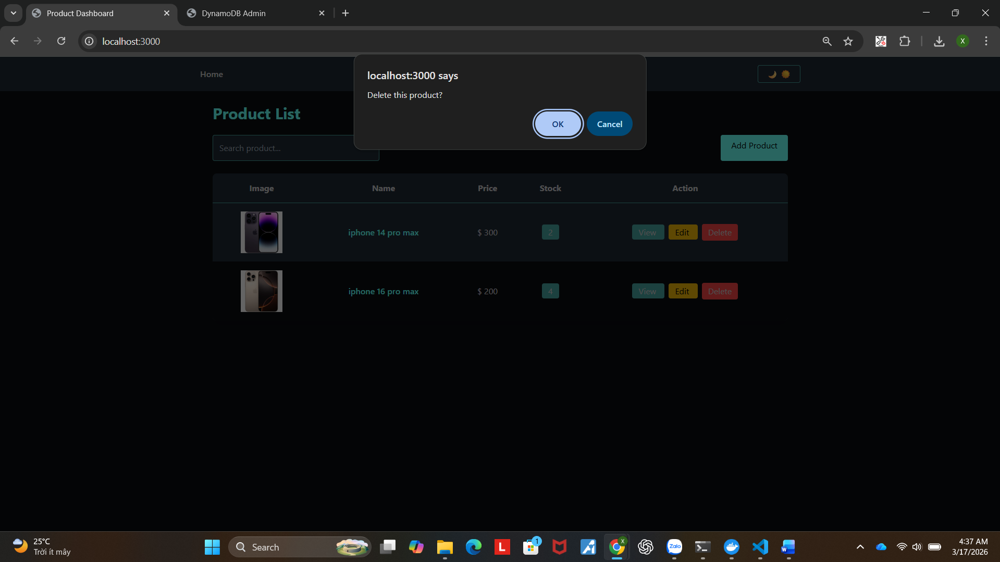 Product Dashboard
DynamoDB Admin
localhost:3000
X
Home
localhost:3000 says
Delete this product?
OK
Cancel
Product List
Search product...
Add Product
Image Name Price Stock Action
iphone 14 pro max $ 300 2 View Edit Delete
iphone 16 pro max $ 200 4 View Edit Delete
25°C
Trời ít mây
Search
L
1
X
Zalo
W
4:37 AM
3/17/2026